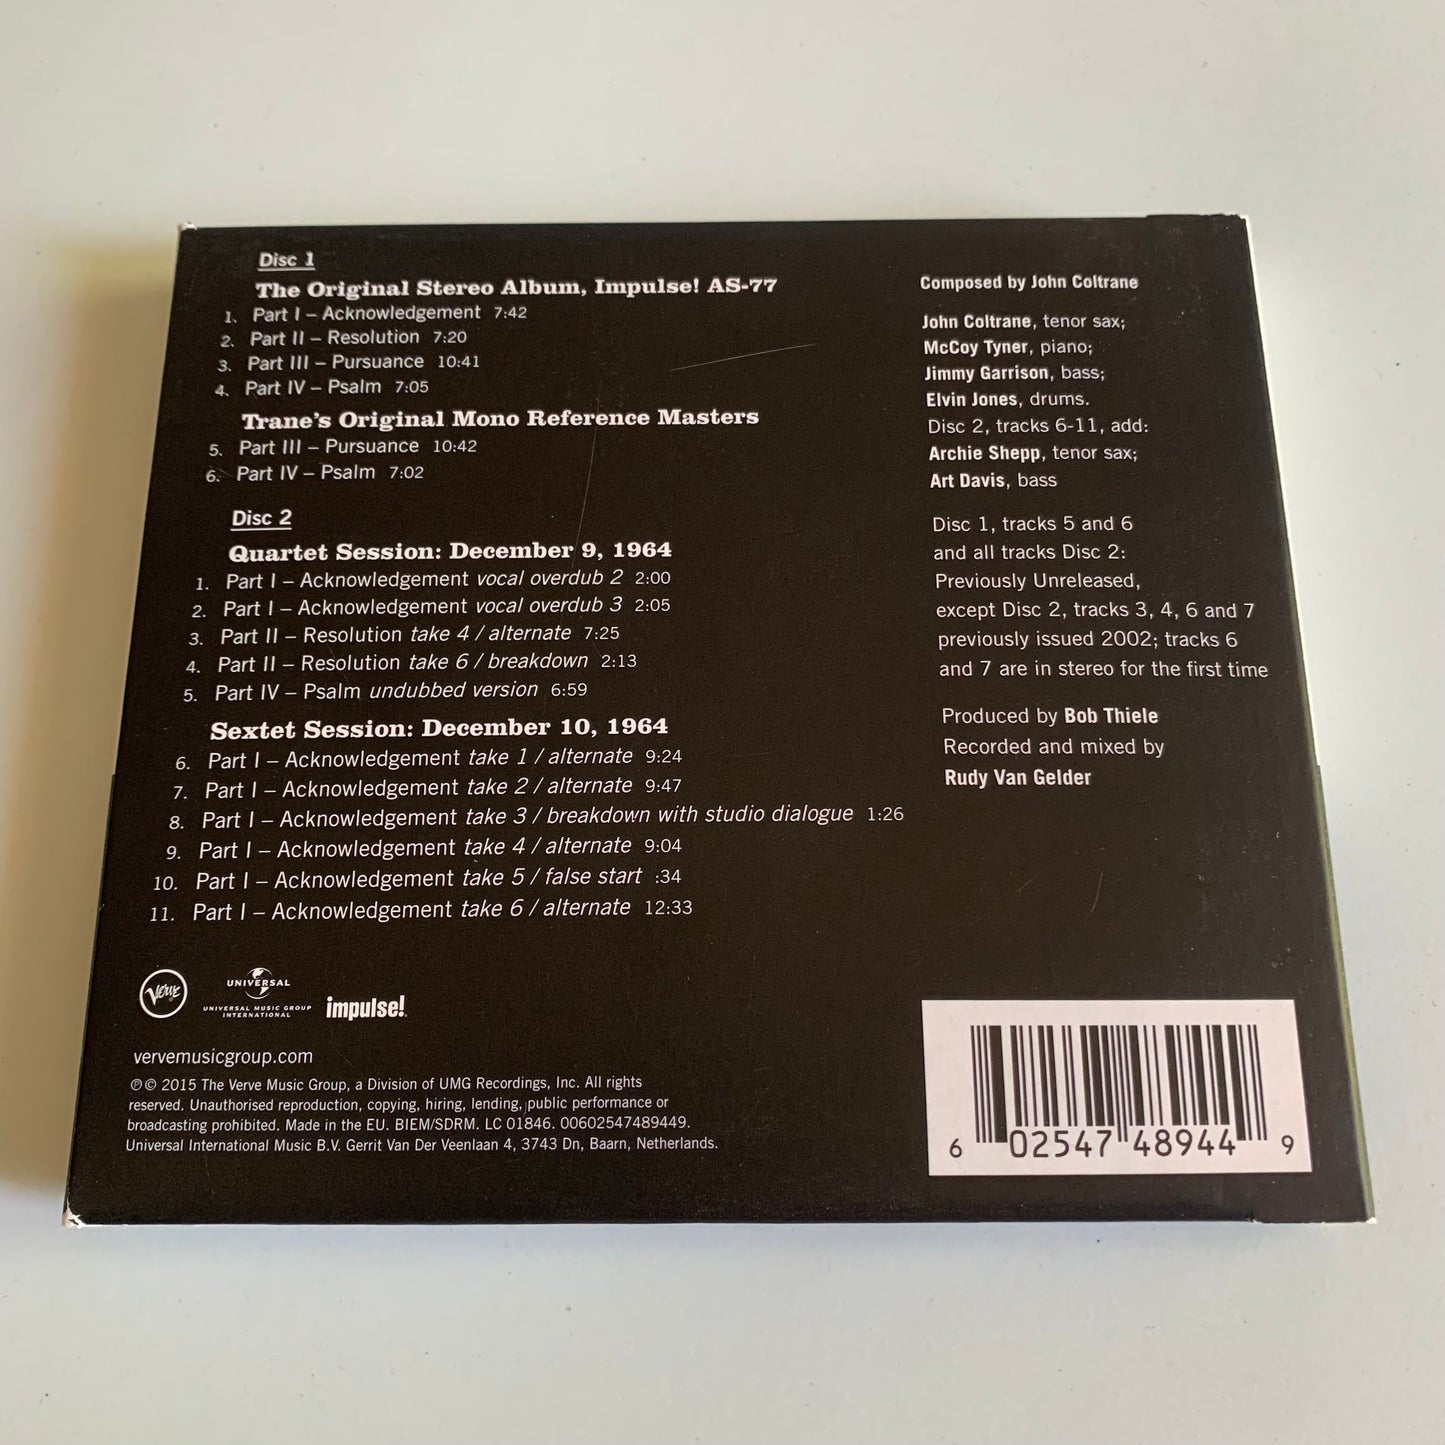 Disc 1
The Original Stereo Album, Impulse! AS-77
1. Part I – Acknowledgement 7:42
2. Part II – Resolution 7:20
3. Part III – Pursuance 10:41
4. Part IV – Psalm 7:05
Trane's Original Mono Reference Masters
5. Part III – Pursuance 10:42
6. Part IV – Psalm 7:02
Disc 2
Quartet Session: December 9, 1964
1. Part I – Acknowledgement vocal overdub 2 2:00
2. Part I – Acknowledgement vocal overdub 3 2:05
3. Part II – Resolution take 4 / alternate 7:25
4. Part II – Resolution take 6 / breakdown 2:13
5. Part IV – Psalm undubbed version 6:59
Sextet Session: December 10, 1964
6. Part I – Acknowledgement take 1 / alternate 9:24
7. Part I – Acknowledgement take 2 / alternate 9:47
8. Part I – Acknowledgement take 3 / breakdown with studio dialogue 1:26
9. Part I – Acknowledgement take 4 / alternate 9:04
10. Part I – Acknowledgement take 5 / false start :34
11. Part I – Acknowledgement take 6 / alternate 12:33
Composed by John Coltrane
John Coltrane, tenor sax;
McCoy Tyner, piano;
Jimmy Garrison, bass;
Elvin Jones, drums.
Disc 2, tracks 6-11, add:
Archie Shepp, tenor sax;
Art Davis, bass
Disc 1, tracks 5 and 6
and all tracks Disc 2:
Previously Unreleased,
except Disc 2, tracks 3, 4, 6 and 7
previously issued 2002; tracks 6
and 7 are in stereo for the first time
Produced by Bob Thiele
Recorded and mixed by
Rudy Van Gelder
Verve
UNIVERSAL
UNIVERSAL MUSIC GROUP
INTERNATIONAL
impulse!
vervemusicgroup.com
℗© 2015 The Verve Music Group, a Division of UMG Recordings, Inc. All rights
reserved. Unauthorised reproduction, copying, hiring, lending, public performance or
broadcasting prohibited. Made in the EU. BIEM/SDRM. LC 01846. 00602547489449.
Universal International Music B.V. Gerrit Van Der Veenlaan 4, 3743 Dn, Baarn, Netherlands.
6 02547 48944 9